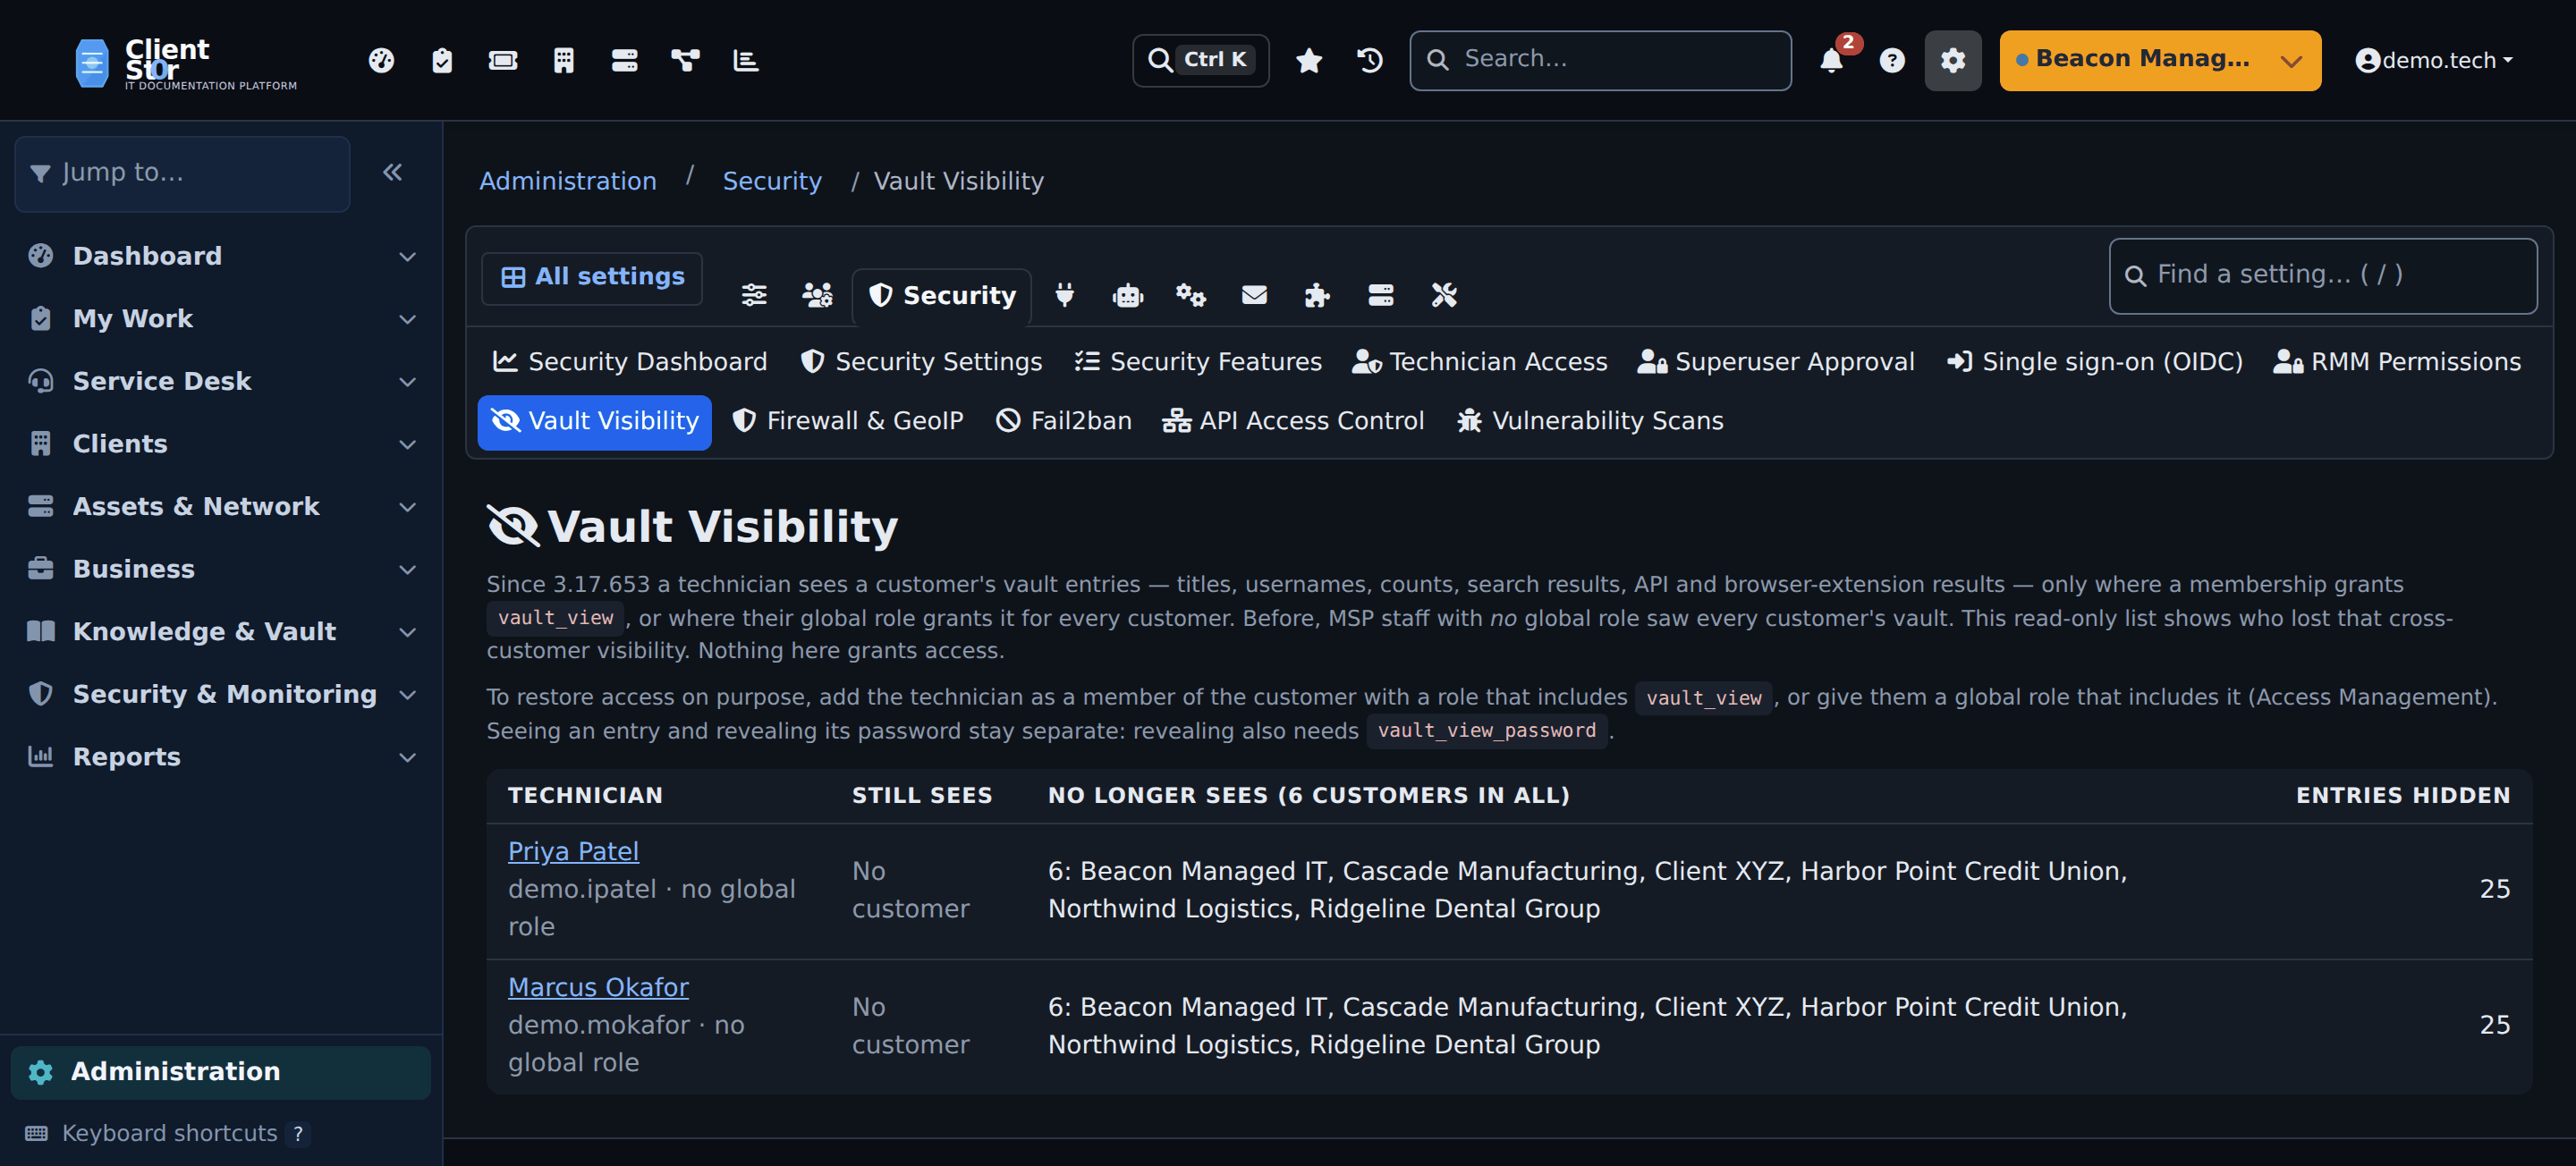 Client
St0r
IT DOCUMENTATION PLATFORM
Ctrl K
Search...
2
Beacon Manag...
demo.tech
Jump to...
Dashboard
My Work
Service Desk
Clients
Assets & Network
Business
Knowledge & Vault
Security & Monitoring
Reports
Administration
Keyboard shortcuts ?
Administration / Security / Vault Visibility
All settings
Security
Find a setting... ( / )
Security Dashboard Security Settings Security Features Technician Access Superuser Approval Single sign-on (OIDC) RMM Permissions
Vault Visibility Firewall & GeoIP Fail2ban API Access Control Vulnerability Scans
Vault Visibility
Since 3.17.653 a technician sees a customer's vault entries — titles, usernames, counts, search results, API and browser-extension results — only where a membership grants
vault_view, or where their global role grants it for every customer. Before, MSP staff with no global role saw every customer's vault. This read-only list shows who lost that cross-
customer visibility. Nothing here grants access.
To restore access on purpose, add the technician as a member of the customer with a role that includes vault_view, or give them a global role that includes it (Access Management).
Seeing an entry and revealing its password stay separate: revealing also needs vault_view_password.
TECHNICIAN STILL SEES NO LONGER SEES (6 CUSTOMERS IN ALL) ENTRIES HIDDEN
Priya Patel
demo.ipatel · no global
role
No
customer
6: Beacon Managed IT, Cascade Manufacturing, Client XYZ, Harbor Point Credit Union,
Northwind Logistics, Ridgeline Dental Group
25
Marcus Okafor
demo.mokafor · no
global role
No
customer
6: Beacon Managed IT, Cascade Manufacturing, Client XYZ, Harbor Point Credit Union,
Northwind Logistics, Ridgeline Dental Group
25